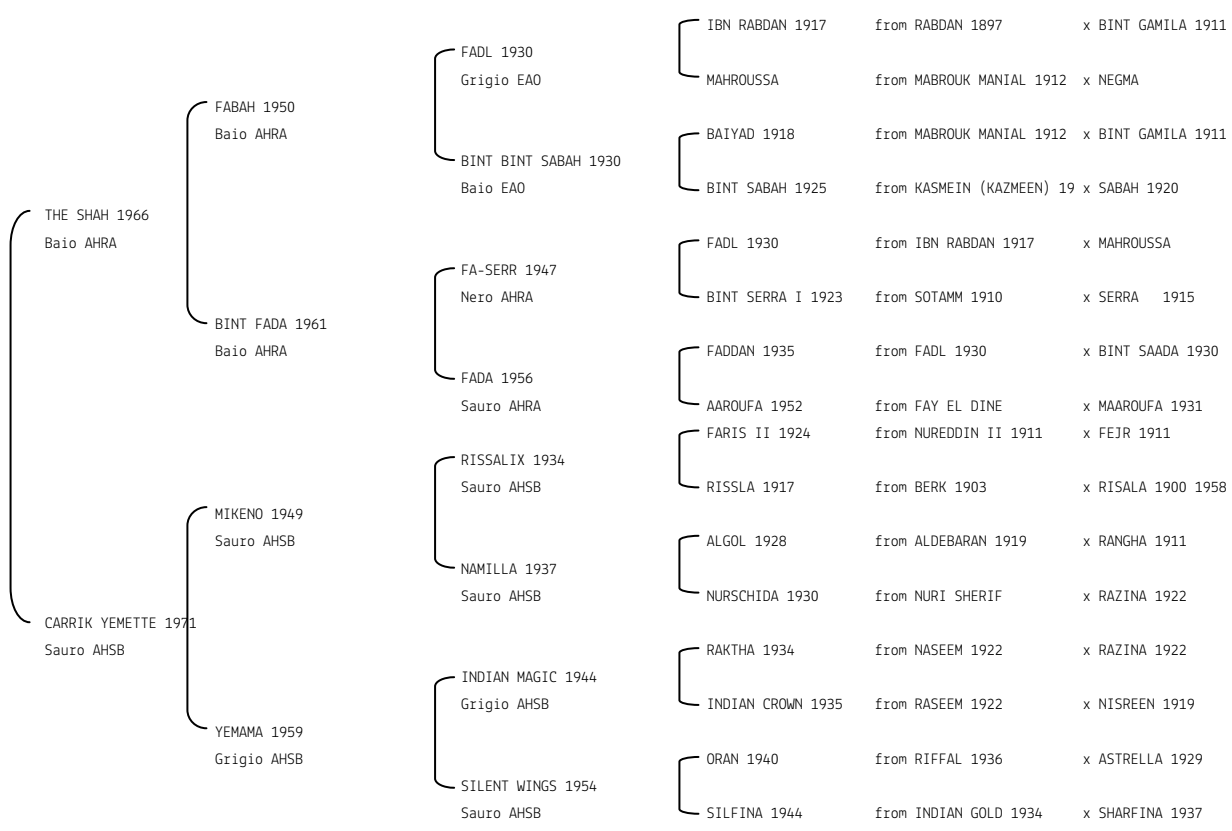 IBN RABDAN 1917 from RABDAN 1897 x BINT GAMILA 1911
FADL 1930
Grigio EAO MAHROUSSA from MABROUK MANIAL 1912 x NEGMA
FABAH 1950
Baio AHRA BAIYAD 1918 from MABROUK MANIAL 1912 x BINT GAMILA 1911
BINT BINT SABAH 1930
Baio EAO BINT SABAH 1925 from KASMEIN (KAZMEEN) 19 x SABAH 1920
THE SHAH 1966
Baio AHRA FADL 1930 from IBN RABDAN 1917 x MAHROUSSA
FA-SERR 1947
Nero AHRA BINT SERRA I 1923 from SOTAMM 1910 x SERRA 1915
BINT FADA 1961
Baio AHRA FADDAN 1935 from FADL 1930 x BINT SAADA 1930
FADA 1956
Sauro AHRA AAROUFA 1952 from FAY EL DINE x MAAROUFA 1931
FARIS II 1924 from NUREDDIN II 1911 x FEJR 1911
RISSALIX 1934
Sauro AHSB RISSLA 1917 from BERK 1903 x RISALA 1900 1958
MIKENO 1949
Sauro AHSB ALGOL 1928 from ALDEBARAN 1919 x RANGHA 1911
NAMILLA 1937
Sauro AHSB NURSCHIDA 1930 from NURI SHERIF x RAZINA 1922
CARRIK YEMETTE 1971
Sauro AHSB RAKTHA 1934 from NASEEM 1922 x RAZINA 1922
INDIAN MAGIC 1944
Grigio AHSB INDIAN CROWN 1935 from RASEEM 1922 x NISREEN 1919
YEMAMA 1959
Grigio AHSB ORAN 1940 from RIFFAL 1936 x ASTRELLA 1929
SILENT WINGS 1954
Sauro AHSB SILFINA 1944 from INDIAN GOLD 1934 x SHARFINA 1937